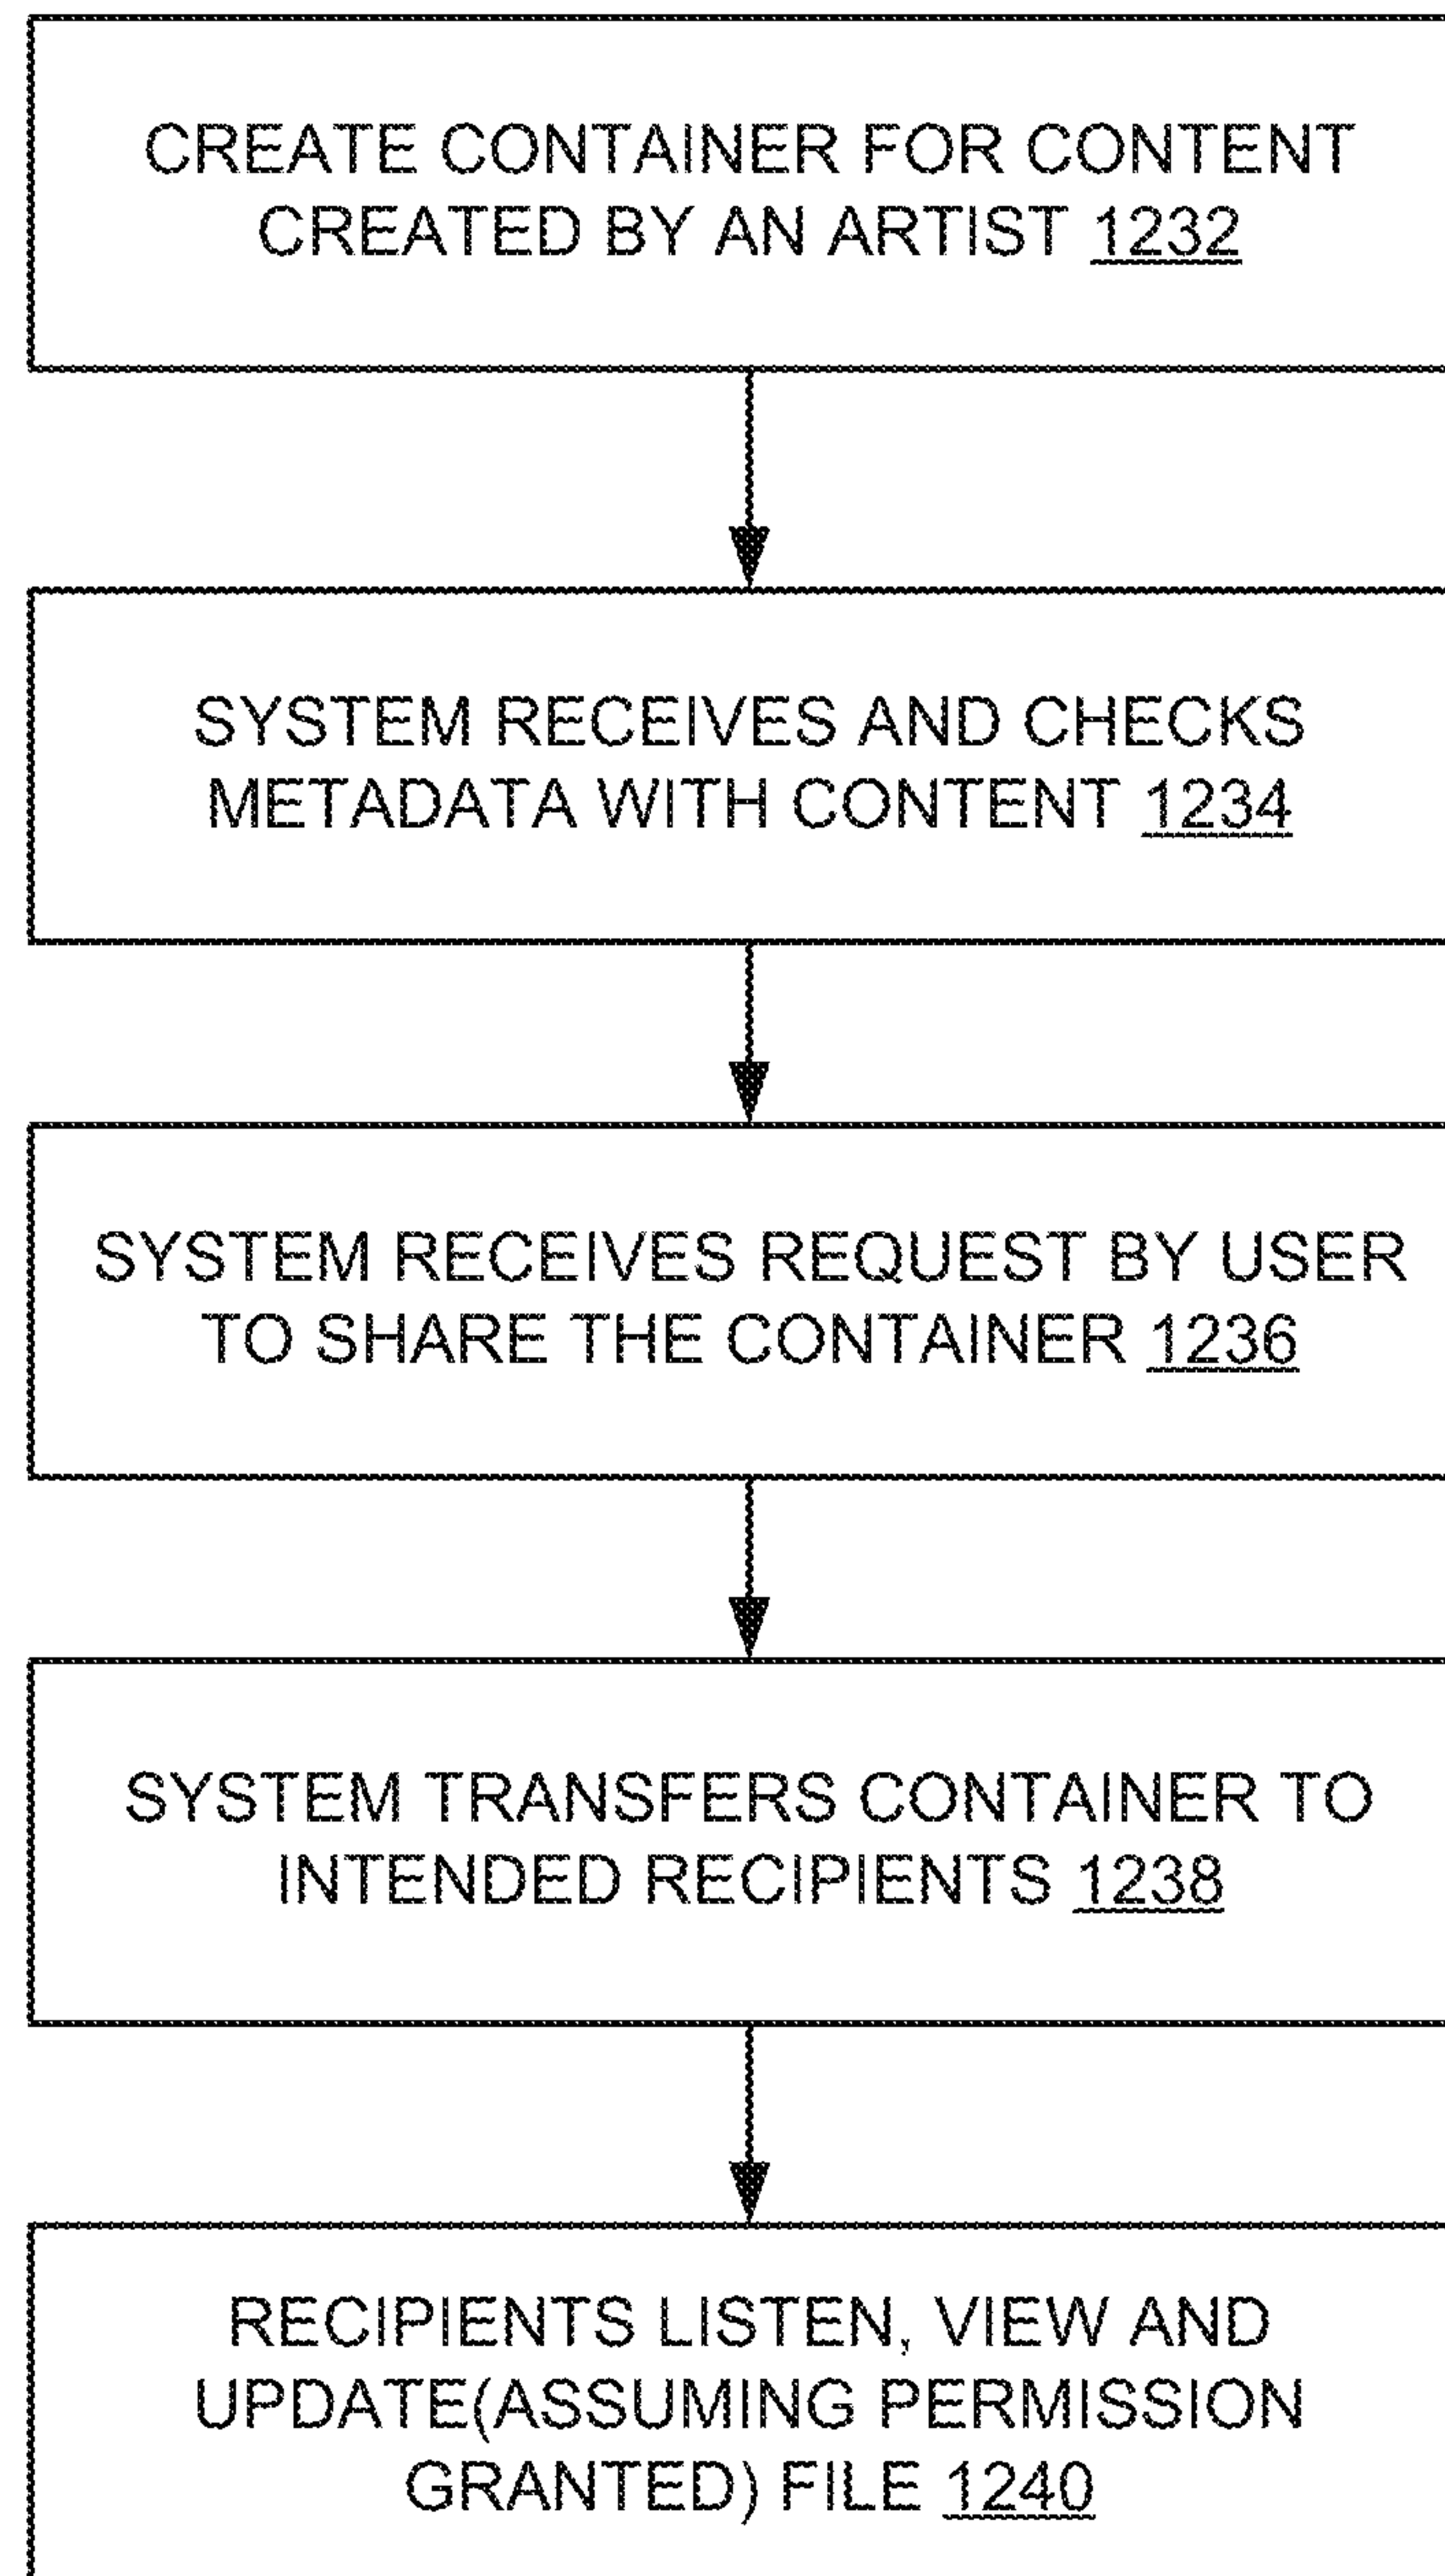 CREATE CONTAINER FOR CONTENT
CREATED BY AN ARTIST 1232
SYSTEM RECEIVES AND CHECKS
METADATA WITH CONTENT 1234
SYSTEM RECEIVES REQUEST BY USER
TO SHARE THE CONTAINER 1236
SYSTEM TRANSFERS CONTAINER TO
INTENDED RECIPIENTS 1238
RECIPIENTS LISTEN, VIEW AND
UPDATE(ASSUMING PERMISSION
GRANTED) FILE 1240